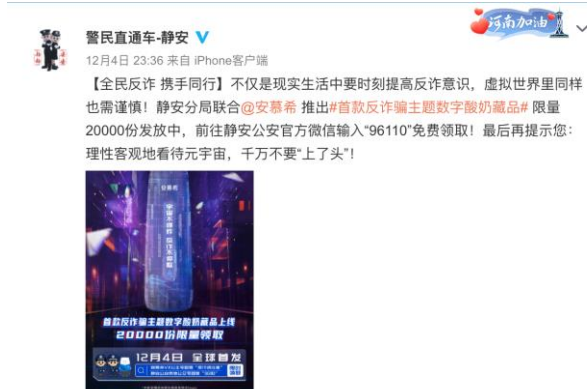 河南加油
警民直通车-静安
12月4日 23:36 来自 iPhone客户端
【全民反诈 携手同行】不仅是现实生活中要时刻提高反诈意识，虚拟世界里同样
也需谨慎！静安分局联合@安慕希 推出#首款反诈骗主题数字酸奶藏品# 限量
20000份发放中，前往静安公安官方微信输入“96110”免费领取！最后再提示您：
理性客观地看待元宇宙，千万不要“上了头”！
安慕希
首款反诈骗主题数字酸奶藏品上线
20000份限量领取
12月4日 全球首发